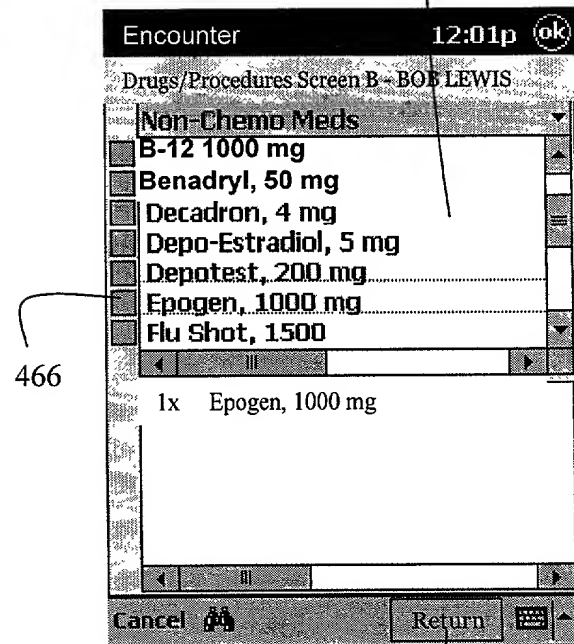 Encounter 12:01p ok
Drugs/Procedures Screen B - BOB LEWIS
Non-Chemo Meds
B-12 1000 mg
Benadryl, 50 mg
Decadron, 4 mg
Depo-Estradiol, 5 mg
Depotest, 200 mg
Epogen, 1000 mg
Flu Shot, 1500
466
1x Epogen, 1000 mg
Cancel Return